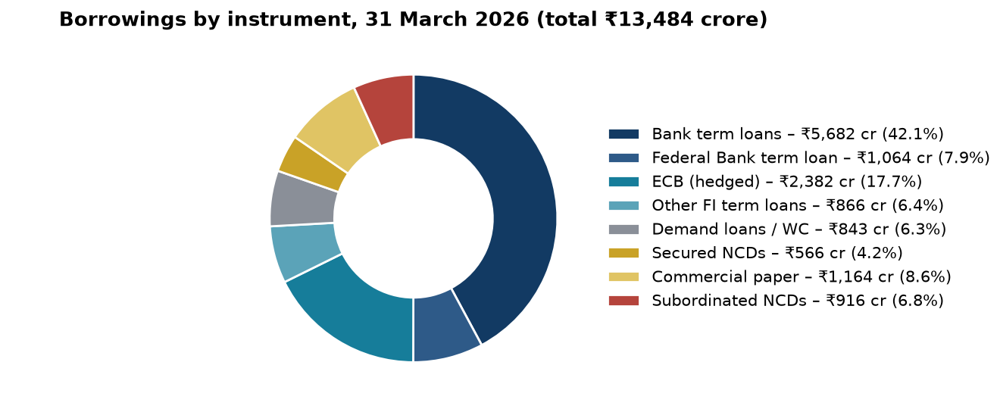 Borrowings by instrument, 31 March 2026 (total ₹13,484 crore)
Bank term loans – ₹5,682 cr (42.1%)
Federal Bank term loan – ₹1,064 cr (7.9%)
ECB (hedged) – ₹2,382 cr (17.7%)
Other FI term loans – ₹866 cr (6.4%)
Demand loans / WC – ₹843 cr (6.3%)
Secured NCDs – ₹566 cr (4.2%)
Commercial paper – ₹1,164 cr (8.6%)
Subordinated NCDs – ₹916 cr (6.8%)